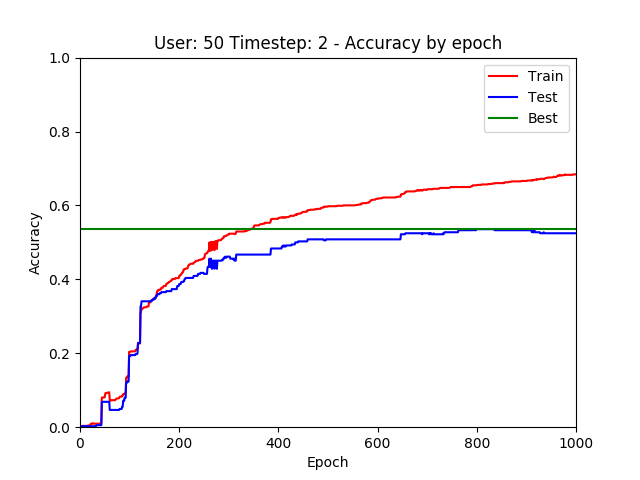 User: 50 Timestep: 2 - Accuracy by epoch
1.0
0.8
0.6
0.4
0.2
0.0
Accuracy
Train
Test
Best
0 200 400 600 800 1000
Epoch